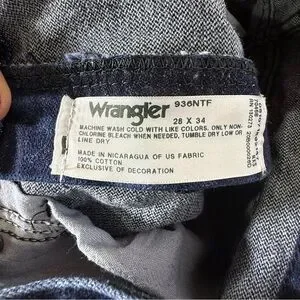 Wrangler 936NTF
28 X 34
MACHINE WASH COLD WITH LIKE COLORS. ONLY NON-
CHLORINE BLEACH WHEN NEEDED, TUMBLE DRY LOW OR
LINE DRY
MADE IN NICARAGUA OF US FABRIC
100% COTTON
EXCLUSIVE OF DECORATION